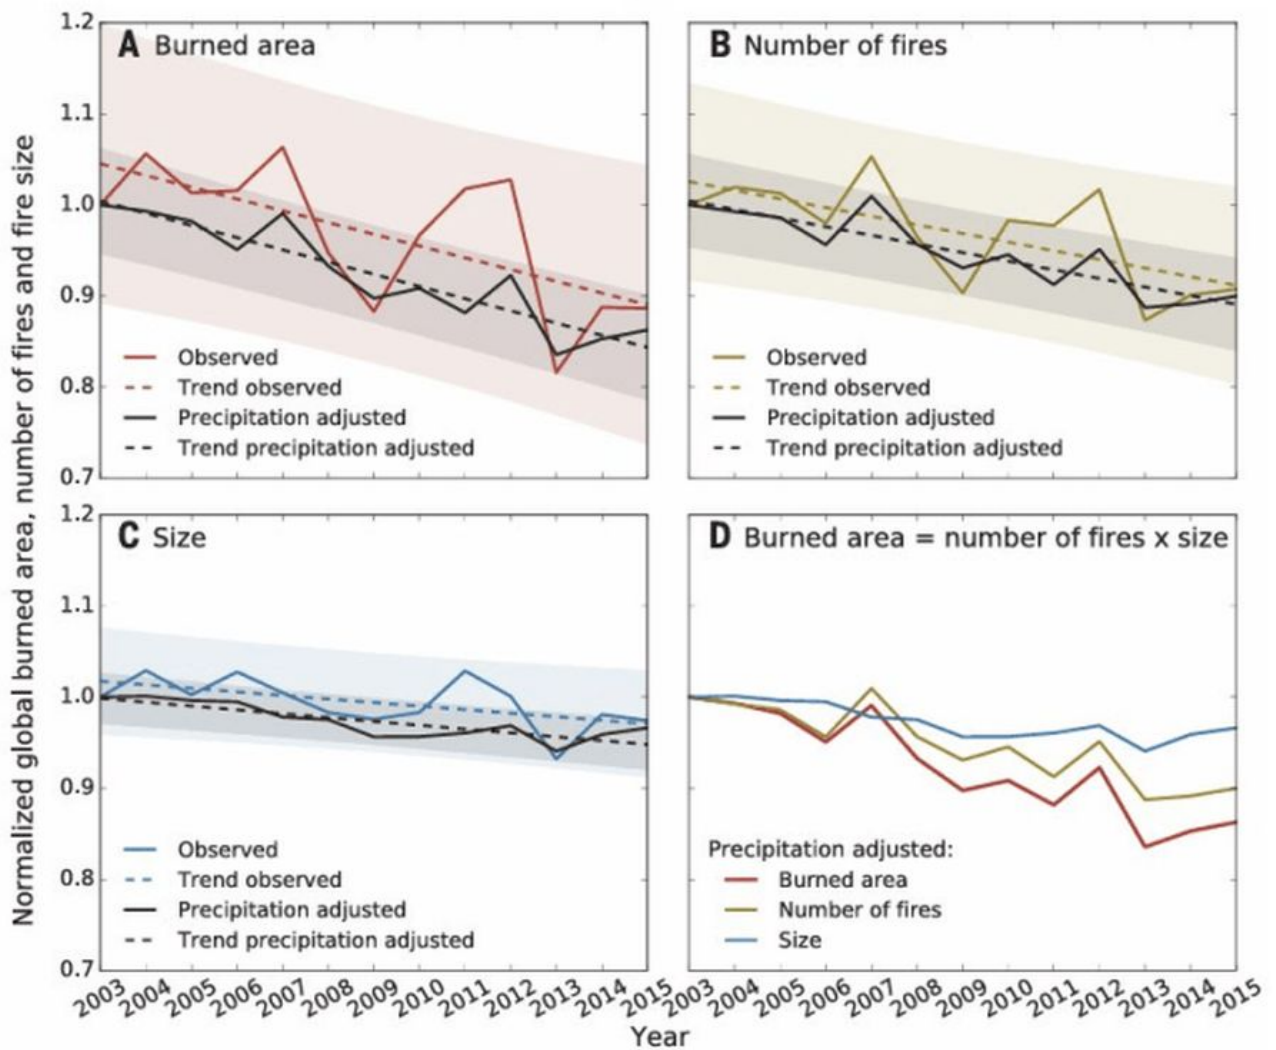 Normalized global burned area, number of fires and fire size
A Burned area
1.2
1.1
1.0
0.9
0.8
0.7
Observed
Trend observed
Precipitation adjusted
Trend precipitation adjusted
B Number of fires
Observed
Trend observed
Precipitation adjusted
Trend precipitation adjusted
C Size
1.2
1.1
1.0
0.9
0.8
0.7
Observed
Trend observed
Precipitation adjusted
Trend precipitation adjusted
2003 2004 2005 2006 2007 2008 2009 2010 2011 2012 2013 2014 2015
D Burned area = number of fires x size
Precipitation adjusted:
Burned area
Number of fires
Size
2003 2004 2005 2006 2007 2008 2009 2010 2011 2012 2013 2014 2015
Year